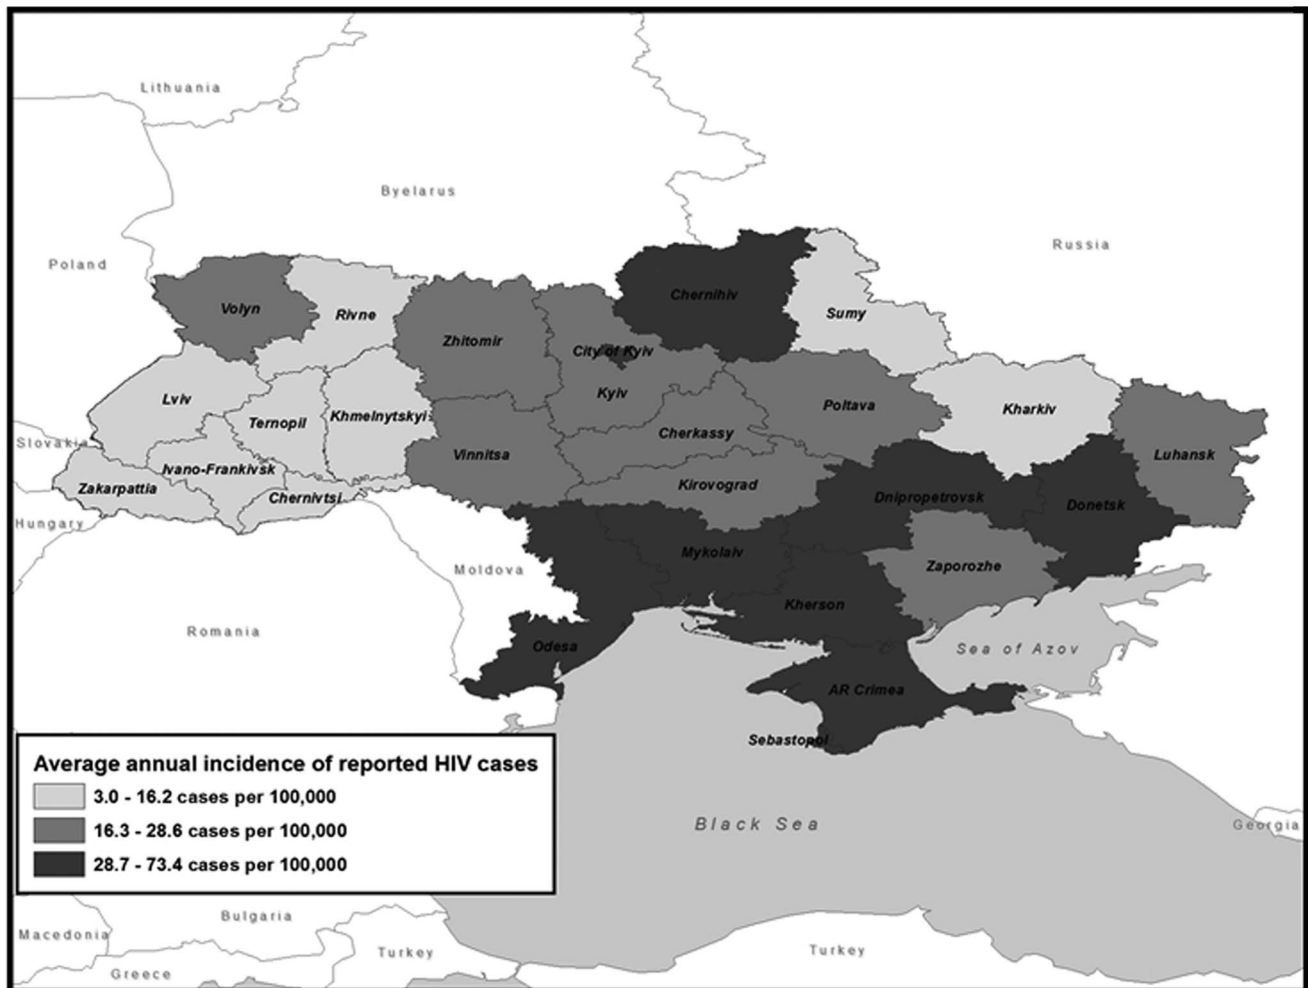 Lithuania
Byelarus
Russia
Poland
Chernihiv
Volyn
Rivne
Sumy
Zhitomir
City of Kyiv
Kyiv
Lviv
Ternopil
Khmelnytskyi
Poltava
Kharkiv
Cherkassy
Slovakia
Vinnitsa
Luhansk
Ivano-Frankivsk
Zakarpattia
Chernivtsi
Kirovograd
Dnipropetrovsk
Donetsk
Hungary
Mykolaiv
Moldova
Zaporozhe
Kherson
Romania
Odesa
Sea of Azov
AR Crimea
Sebastopol
Average annual incidence of reported HIV cases
3.0 - 16.2 cases per 100,000
16.3 - 28.6 cases per 100,000
28.7 - 73.4 cases per 100,000
Black Sea
Georgia
Bulgaria
Macedonia
Turkey
Turkey
Greece